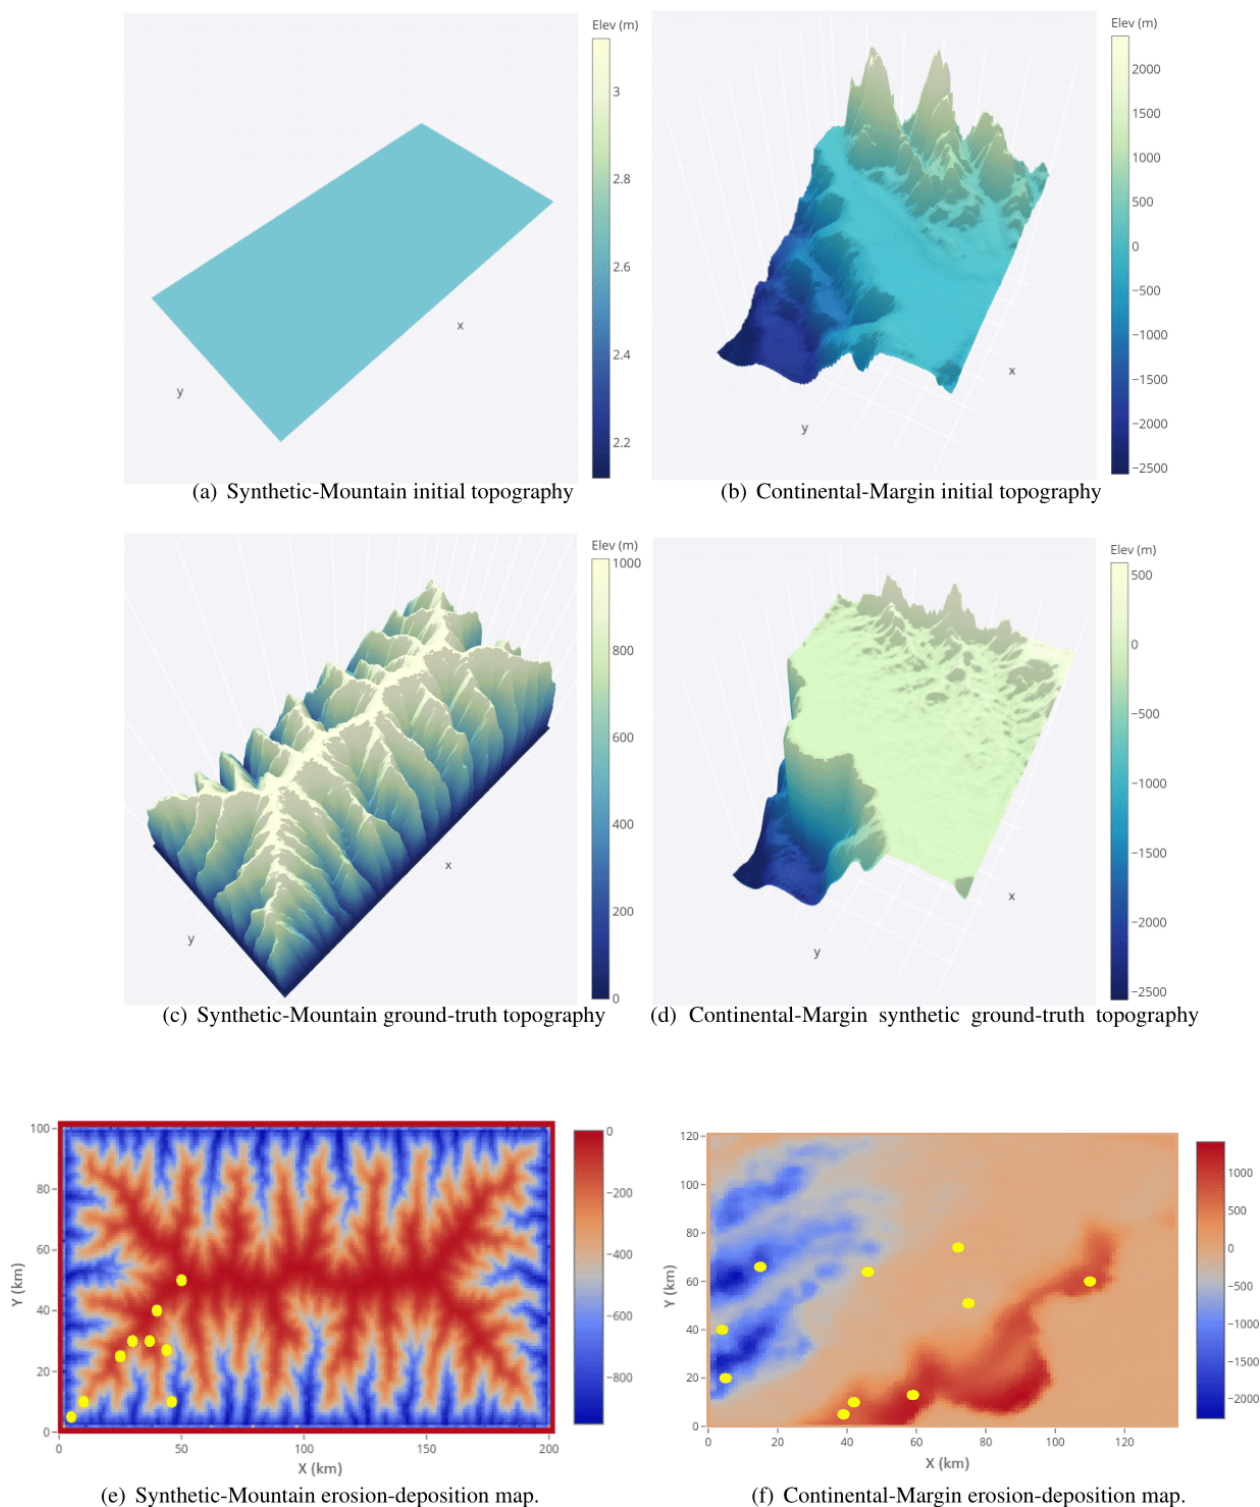 Elev (m)
3
2.8
2.6
2.4
2.2
x
y
(a) Synthetic-Mountain initial topography
Elev (m)
2000
1500
1000
500
0
−500
−1000
−1500
−2000
−2500
x
y
(b) Continental-Margin initial topography
Elev (m)
1000
800
600
400
200
0
x
y
(c) Synthetic-Mountain ground-truth topography
Elev (m)
500
0
−500
−1000
−1500
−2000
−2500
x
y
(d) Continental-Margin synthetic ground-truth topography
100
80
60
40
20
0
Y (km)
0 50 100 150 200
X (km)
0
−200
−400
−600
−800
(e) Synthetic-Mountain erosion-deposition map.
120
100
80
60
40
20
0
Y (km)
0 20 40 60 80 100 120
X (km)
1000
500
0
−500
−1000
−1500
−2000
(f) Continental-Margin erosion-deposition map.